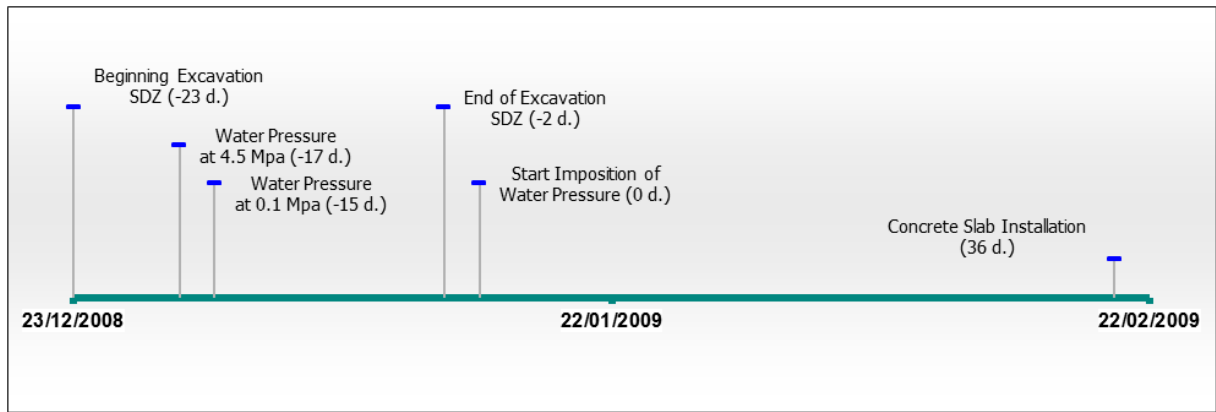 Beginning Excavation
SDZ (-23 d.)
End of Excavation
SDZ (-2 d.)
Water Pressure
at 4.5 Mpa (-17 d.)
Water Pressure
at 0.1 Mpa (-15 d.)
Start Imposition of
Water Pressure (0 d.)
Concrete Slab Installation
(36 d.)
23/12/2008
22/01/2009
22/02/2009